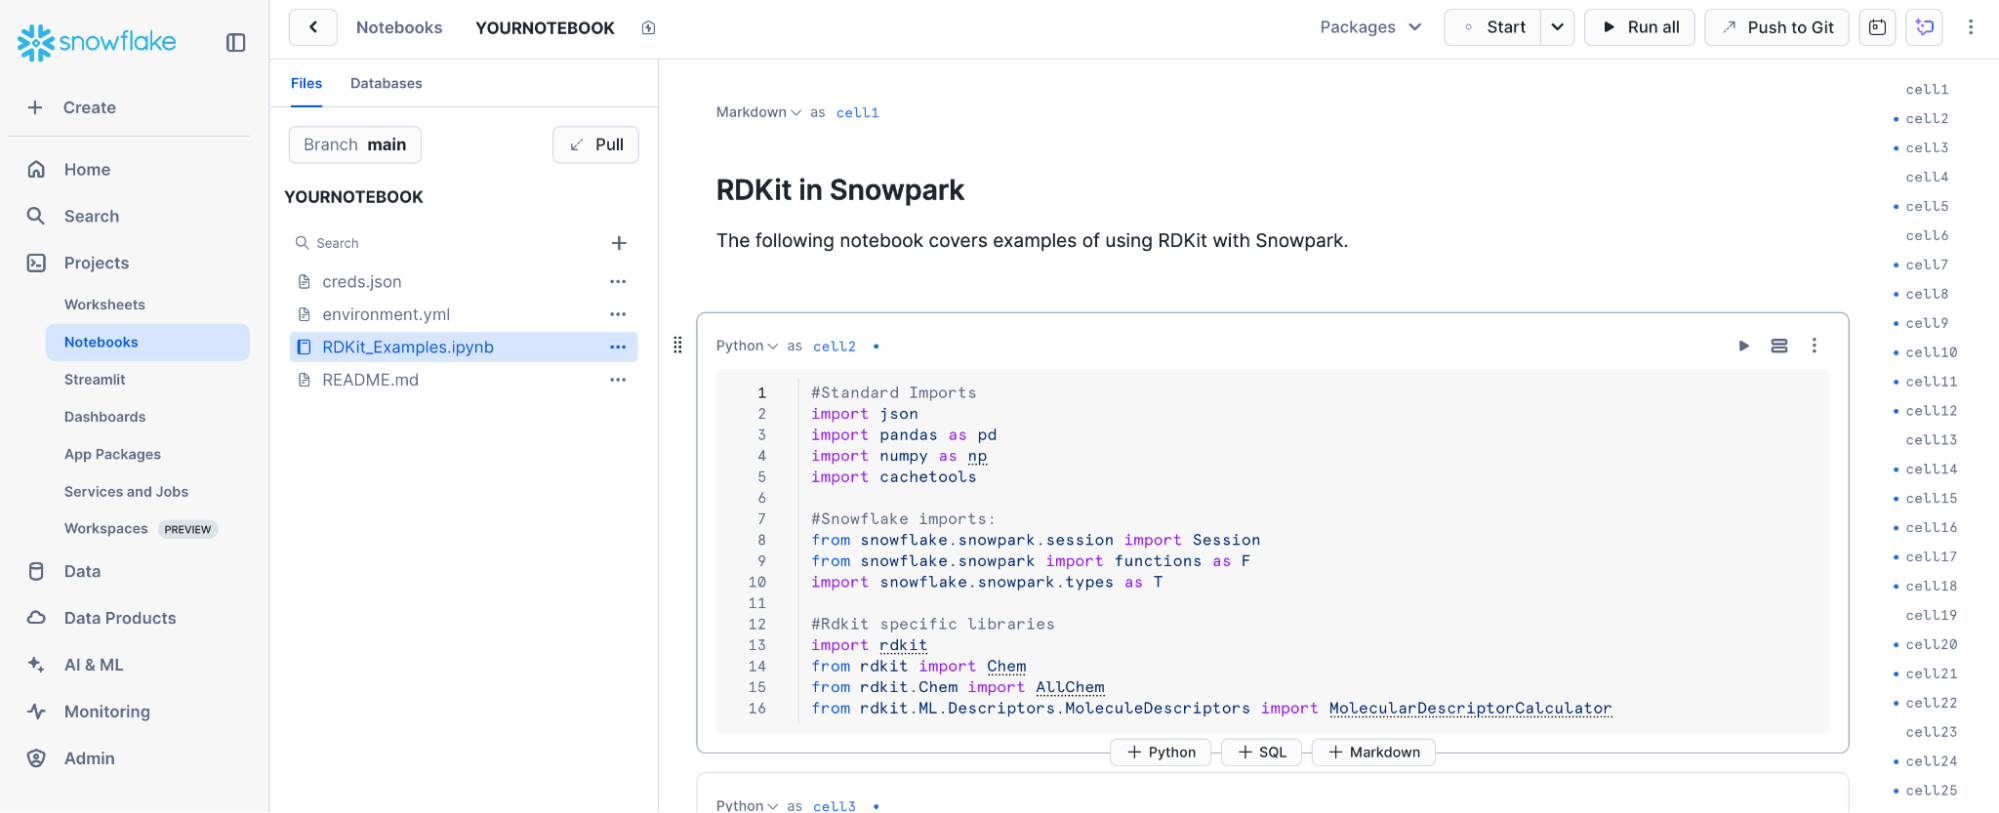 snowflake
Create
Home
Search
Projects
Worksheets
Notebooks
Streamlit
Dashboards
App Packages
Services and Jobs
Workspaces PREVIEW
Data
Data Products
AI & ML
Monitoring
Admin
Notebooks YOURNOTEBOOK
Packages Start Run all Push to Git
Files Databases
Branch main Pull
YOURNOTEBOOK
Search
creds.json
environment.yml
RDKit_Examples.ipynb
README.md
Markdown as cell1
RDKit in Snowpark
The following notebook covers examples of using RDKit with Snowpark.
Python as cell2
1 #Standard Imports
2 import json
3 import pandas as pd
4 import numpy as np
5 import cachetools
6
7 #Snowflake imports:
8 from snowflake.snowpark.session import Session
9 from snowflake.snowpark import functions as F
10 import snowflake.snowpark.types as T
11
12 #Rdkit specific libraries
13 import rdkit
14 from rdkit import Chem
15 from rdkit.Chem import AllChem
16 from rdkit.ML.Descriptors.MoleculeDescriptors import MolecularDescriptorCalculator
+ Python + SQL + Markdown
Python as cell3
cell1
cell2
cell3
cell4
cell5
cell6
cell7
cell8
cell9
cell10
cell11
cell12
cell13
cell14
cell15
cell16
cell17
cell18
cell19
cell20
cell21
cell22
cell23
cell24
cell25